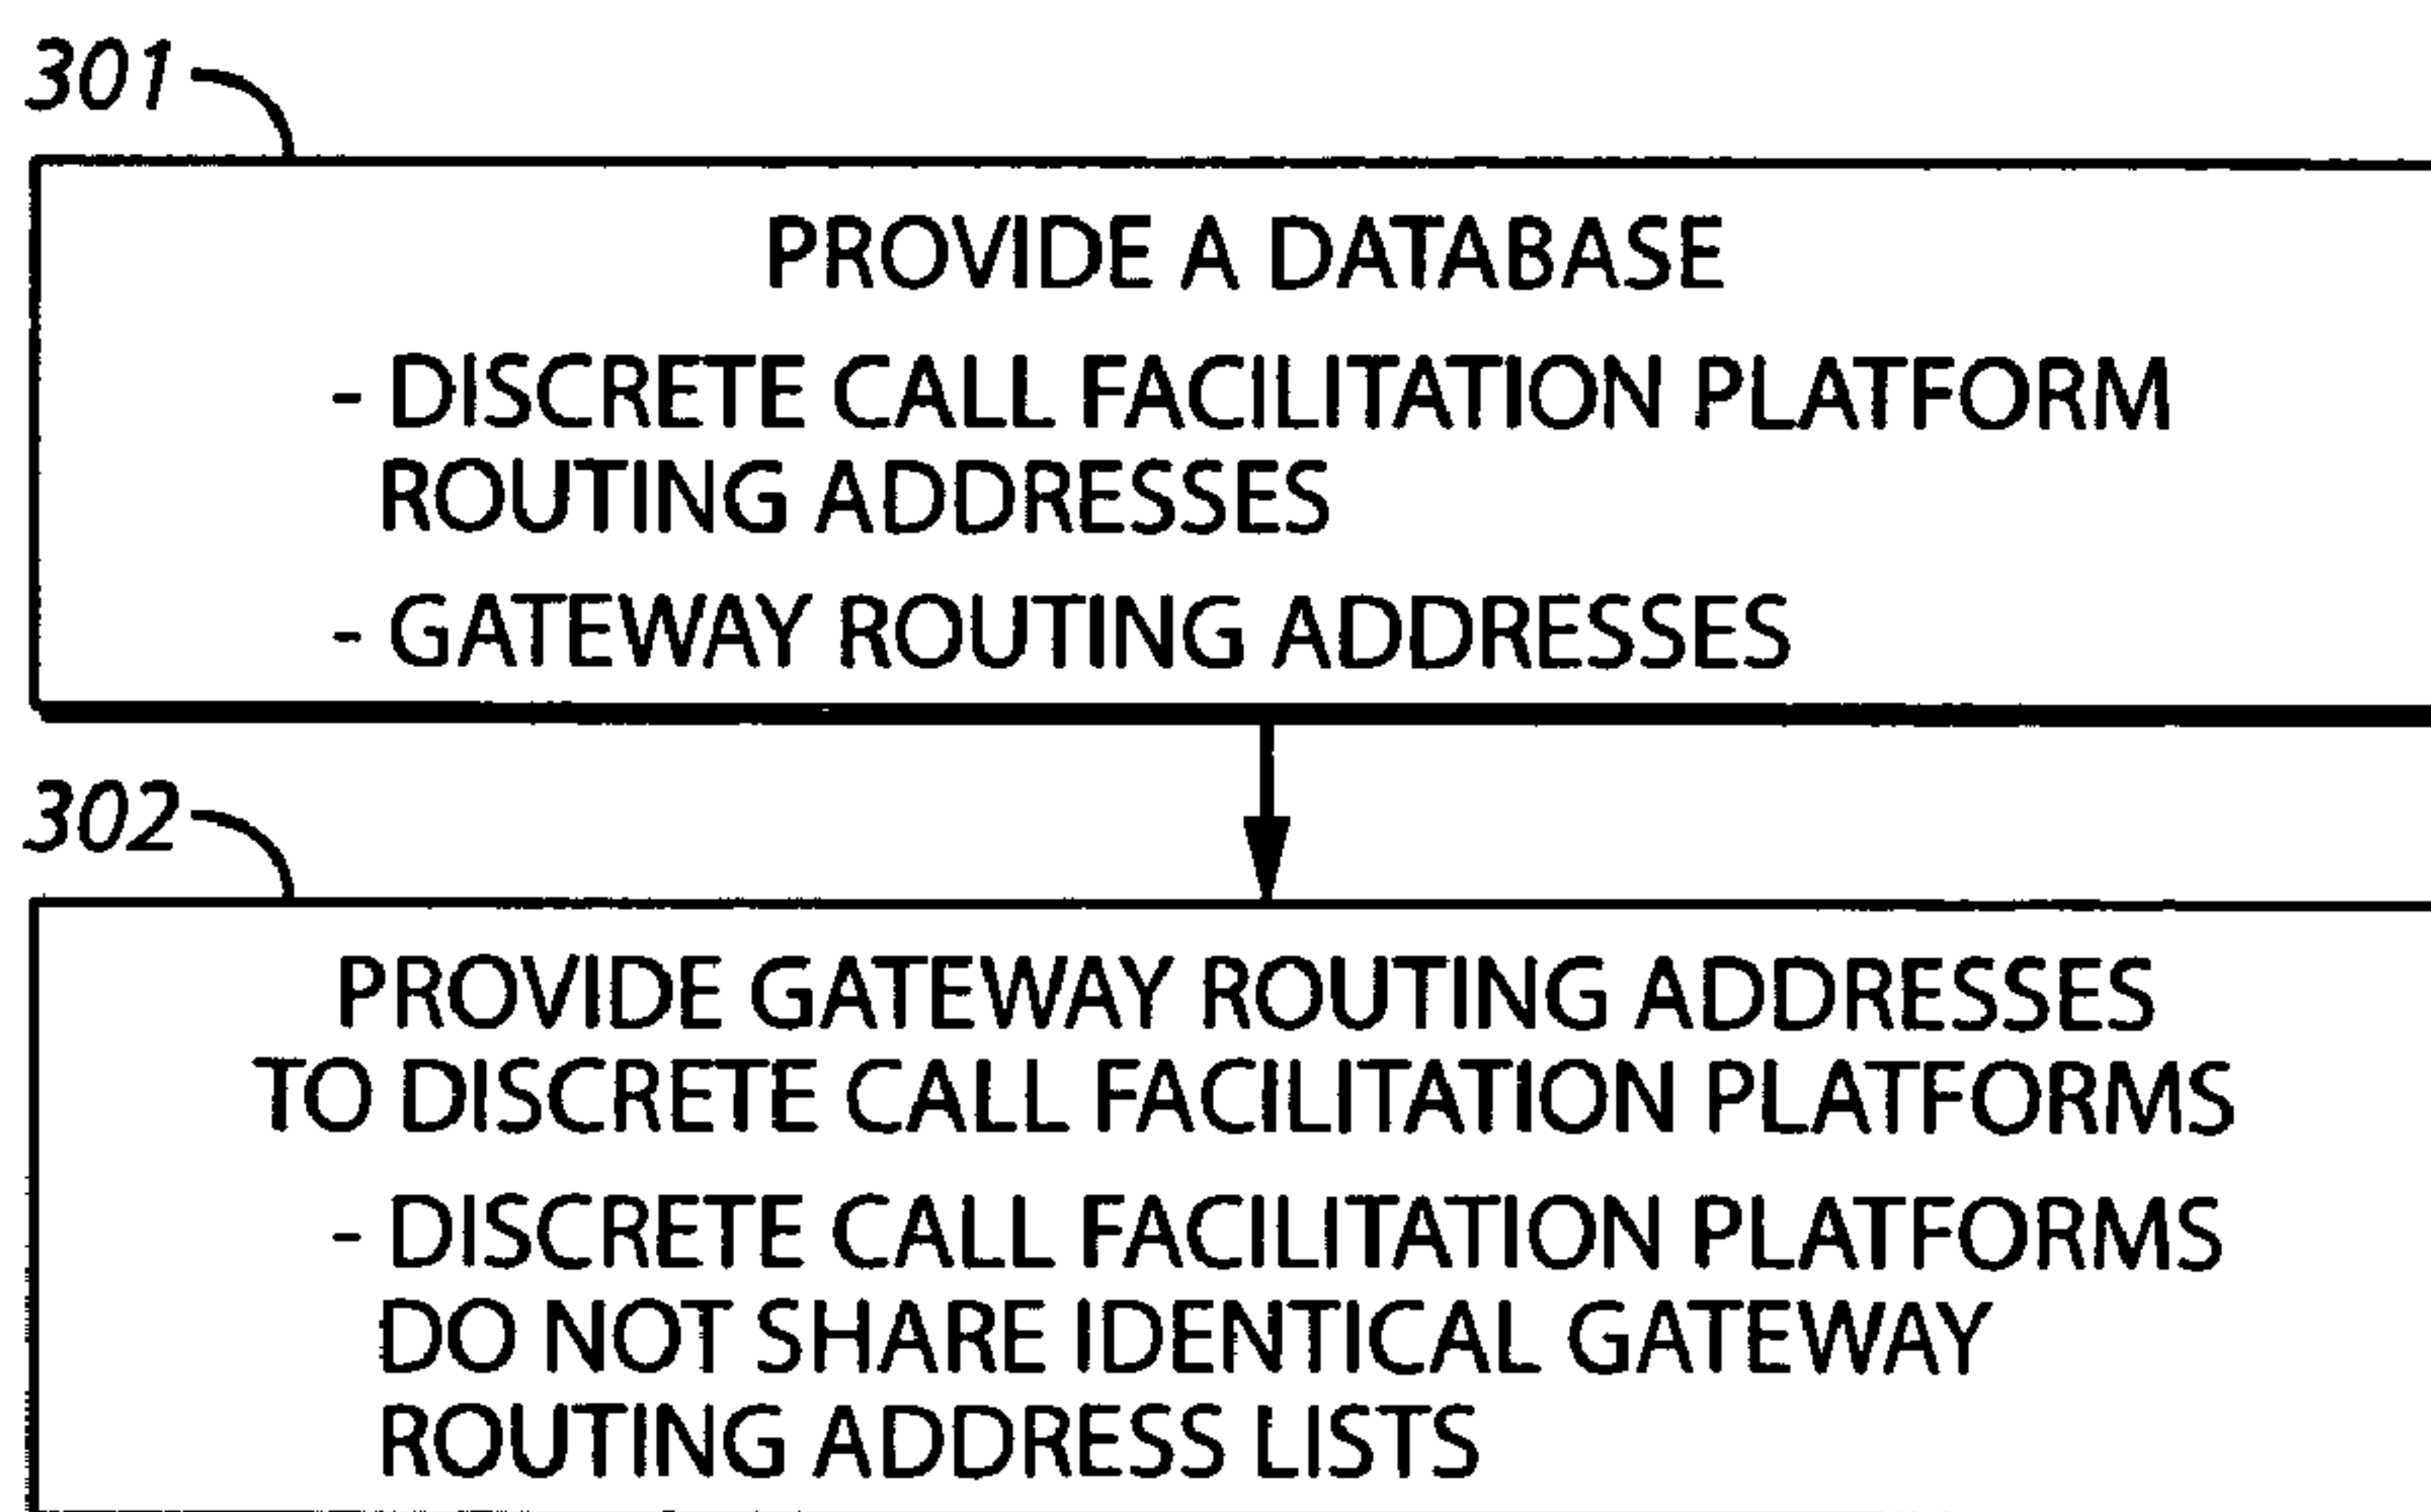 301
PROVIDE A DATABASE
- DISCRETE CALL FACILITATION PLATFORM
ROUTING ADDRESSES
- GATEWAY ROUTING ADDRESSES
302
PROVIDE GATEWAY ROUTING ADDRESSES
TO DISCRETE CALL FACILITATION PLATFORMS
- DISCRETE CALL FACILITATION PLATFORMS
DO NOT SHARE IDENTICAL GATEWAY
ROUTING ADDRESS LISTS